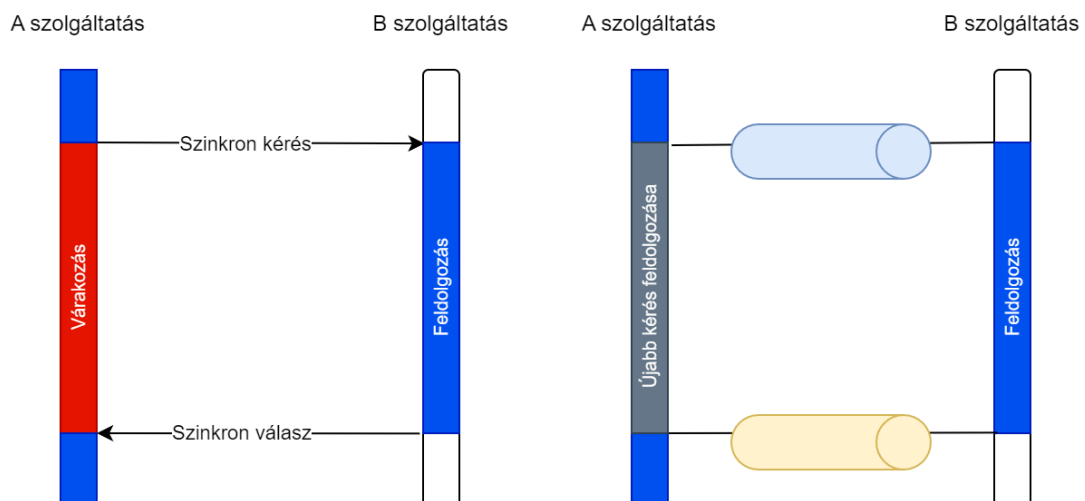 A szolgáltatás
B szolgáltatás
A szolgáltatás
B szolgáltatás
Szinkron kérés
Várakozás
Feldolgozás
Újabb kérés feldolgozása
Feldolgozás
Szinkron válasz